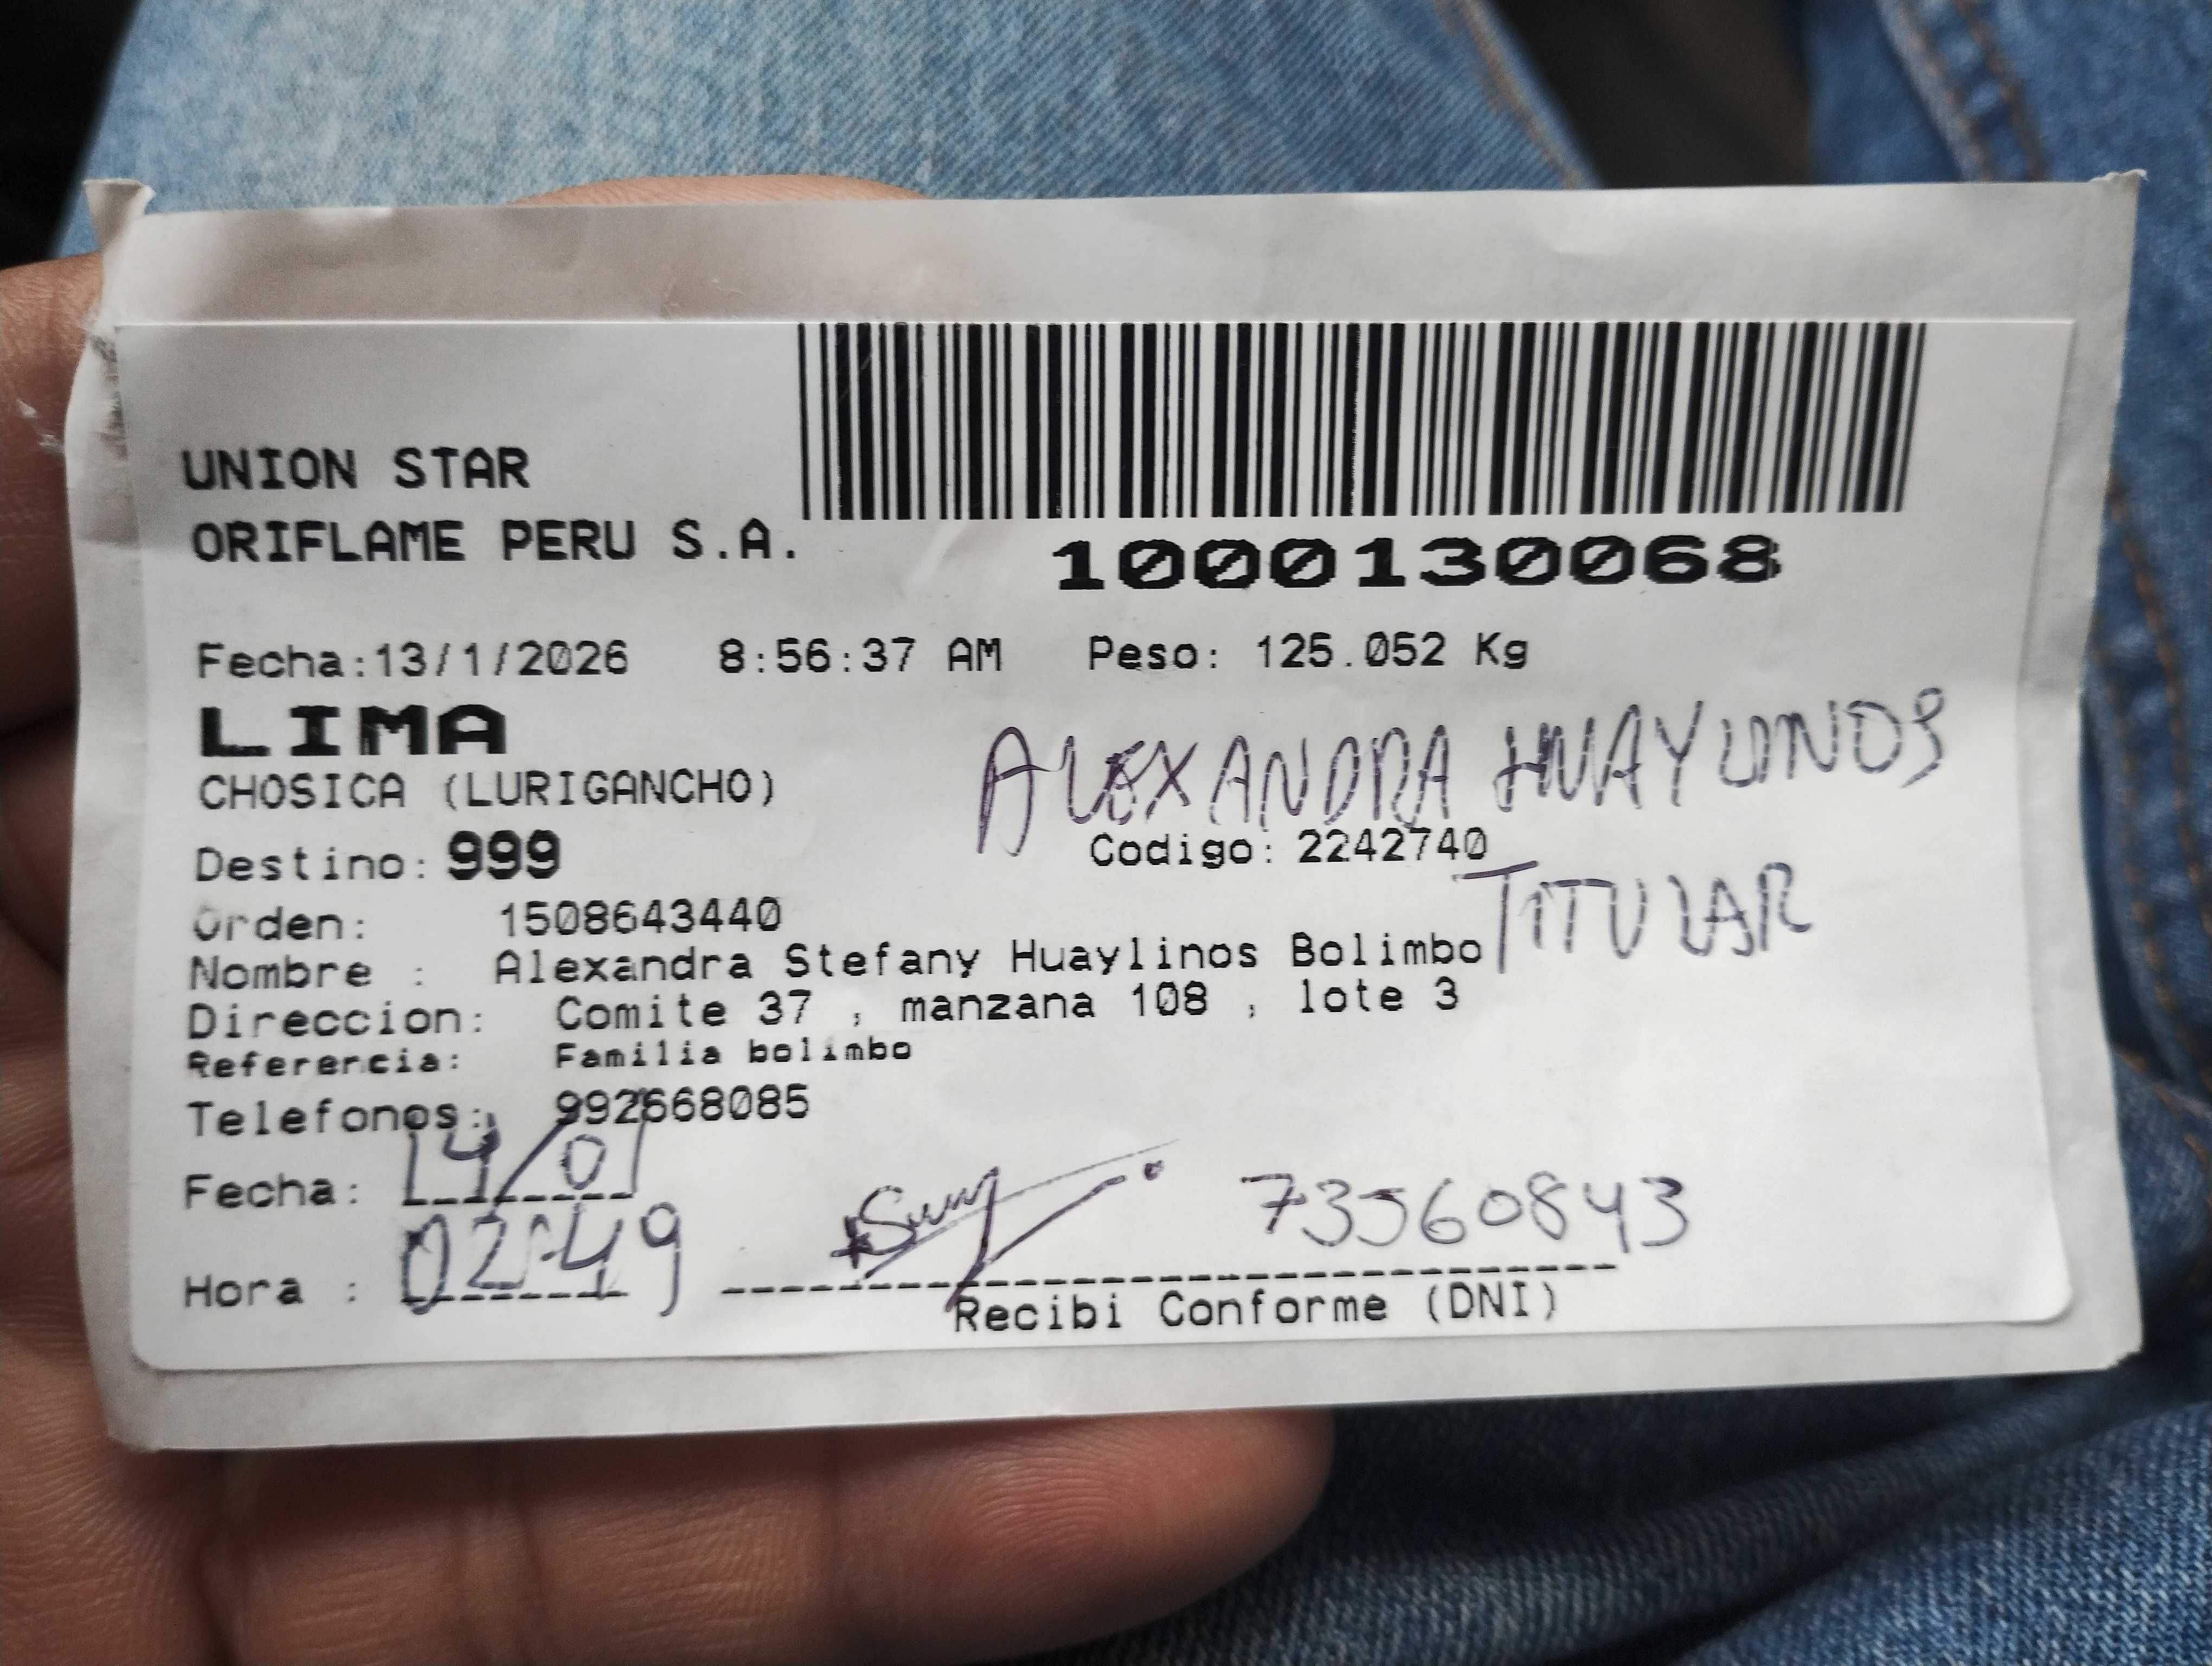 UNION STAR
ORIFLAME PERU S.A.
1000130068
Fecha:13/1/2026 8:56:37 AM Peso: 125.052 Kg
LIMA
ALEXANDRA HUAYLINOS
CHOSICA (LURIGANCHO)
Destino: 999 Codigo: 2242740
TITULAR
Orden: 1508643440
Nombre : Alexandra Stefany Huaylinos Bolimbo
Direccion: Comite 37 , manzana 108 , lote 3
Referencia: Familia bolimbo
Telefonos: 992668085
Fecha: 14/01
73560843
Hora : 02:49
Recibi Conforme (DNI)